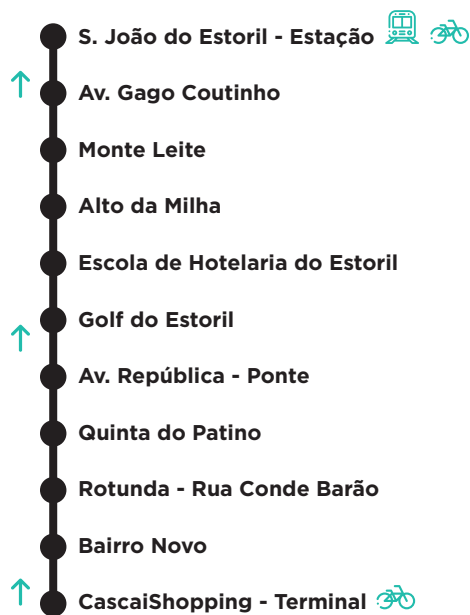 S. João do Estoril - Estação
Av. Gago Coutinho
Monte Leite
Alto da Milha
Escola de Hotelaria do Estoril
Golf do Estoril
Av. República - Ponte
Quinta do Patino
Rotunda - Rua Conde Barão
Bairro Novo
CascaiShopping - Terminal